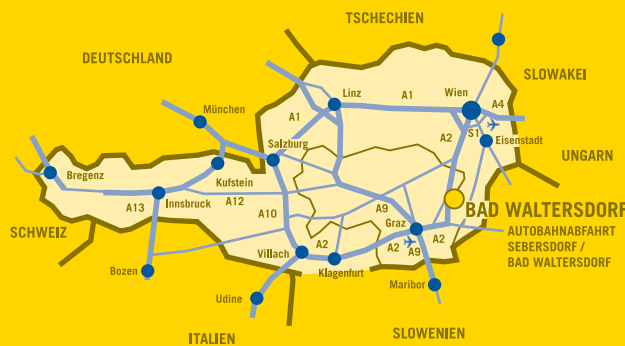 TSCHECHIEN
DEUTSCHLAND
SLOWAKEI
München
Linz
A1
Wien
A4
A1
S1
Salzburg
A2
Eisenstadt
UNGARN
Bregenz
Kufstein
A13
Innsbruck
A12
A10
A9
BAD WALTERSDORF
SCHWEIZ
Graz
A2
AUTOBAHNABFAHRT
SEBERSDORF /
BAD WALTERSDORF
Villach
A2
A2
A9
Bozen
Klagenfurt
Udine
Maribor
ITALIEN
SLOWENIEN